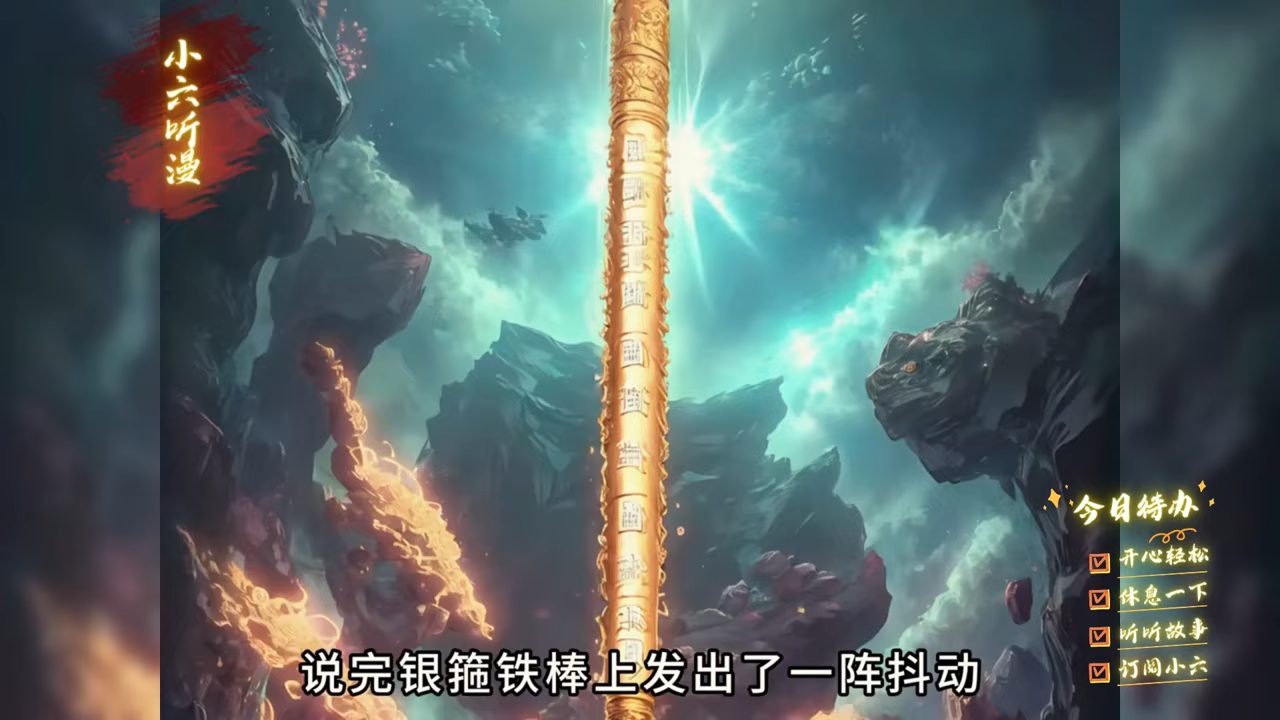 小六听漫
今日待办
开心轻松
休息一下
听听故事
订阅小六
说完银箍铁棒上发出了一阵抖动